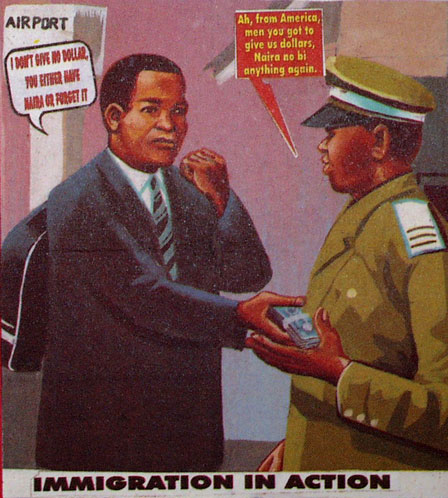 AIRPORT
I DON'T GIVE NO DOLLAR,
YOU EITHER HAVE
NAIRA OR FORGET IT
Ah, from America,
men you got to
give us dollars,
Naira no bi
anything again.
IMMIGRATION IN ACTION